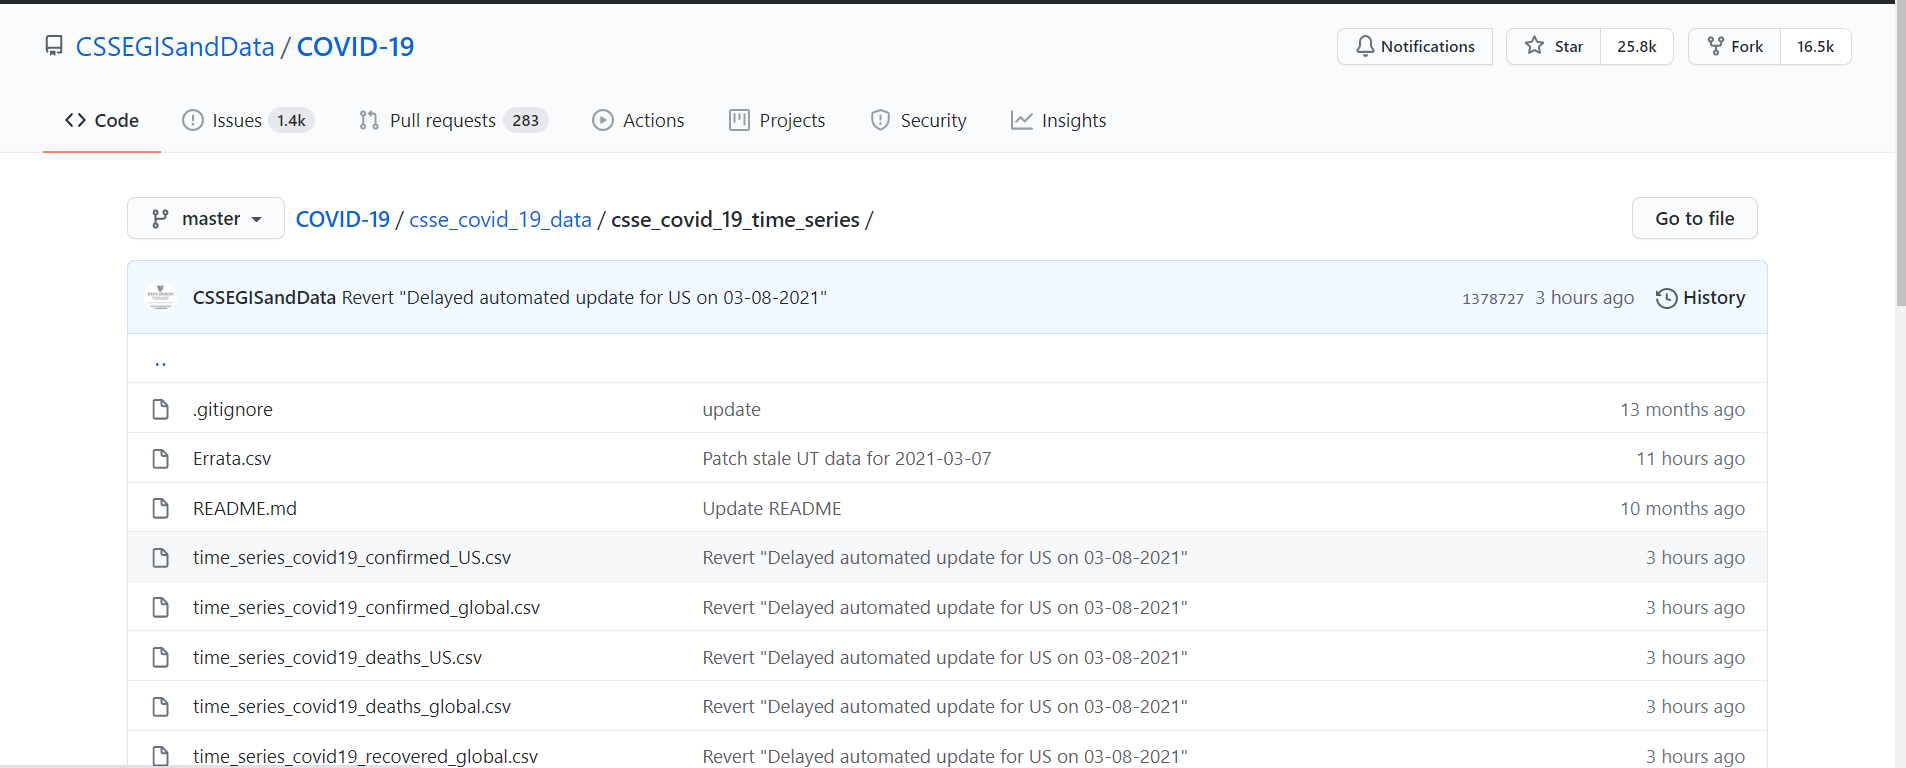 CSSEGISandData / COVID-19 Notifications Star 25.8k Fork 16.5k
Code Issues 1.4k Pull requests 283 Actions Projects Security Insights
master COVID-19 / csse_covid_19_data / csse_covid_19_time_series / Go to file
CSSEGISandData Revert "Delayed automated update for US on 03-08-2021" 1378727 3 hours ago History
..
.gitignore update 13 months ago
Errata.csv Patch stale UT data for 2021-03-07 11 hours ago
README.md Update README 10 months ago
time_series_covid19_confirmed_US.csv Revert "Delayed automated update for US on 03-08-2021" 3 hours ago
time_series_covid19_confirmed_global.csv Revert "Delayed automated update for US on 03-08-2021" 3 hours ago
time_series_covid19_deaths_US.csv Revert "Delayed automated update for US on 03-08-2021" 3 hours ago
time_series_covid19_deaths_global.csv Revert "Delayed automated update for US on 03-08-2021" 3 hours ago
time_series_covid19_recovered_global.csv Revert "Delayed automated update for US on 03-08-2021" 3 hours ago